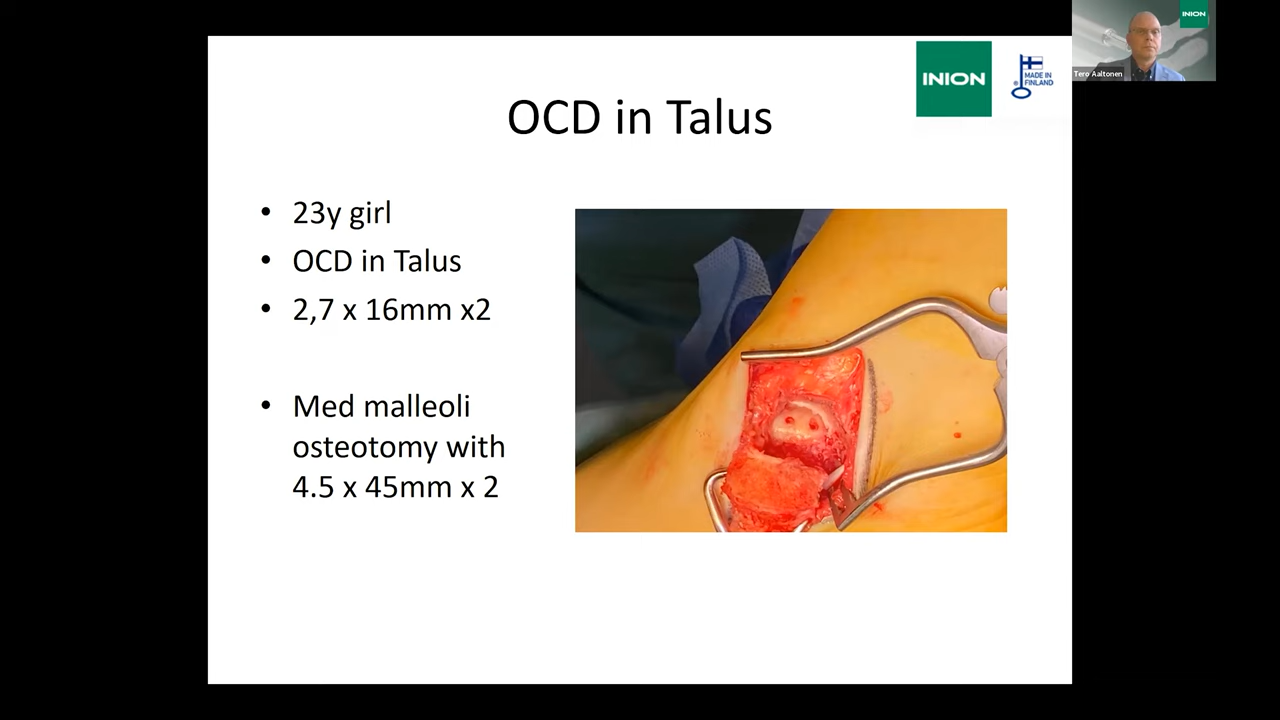 INION
INION
MADE IN
FINLAND
Tero Aaltonen
OCD in Talus
• 23y girl
• OCD in Talus
• 2,7 x 16mm x2
• Med malleoli
osteotomy with
4.5 x 45mm x 2